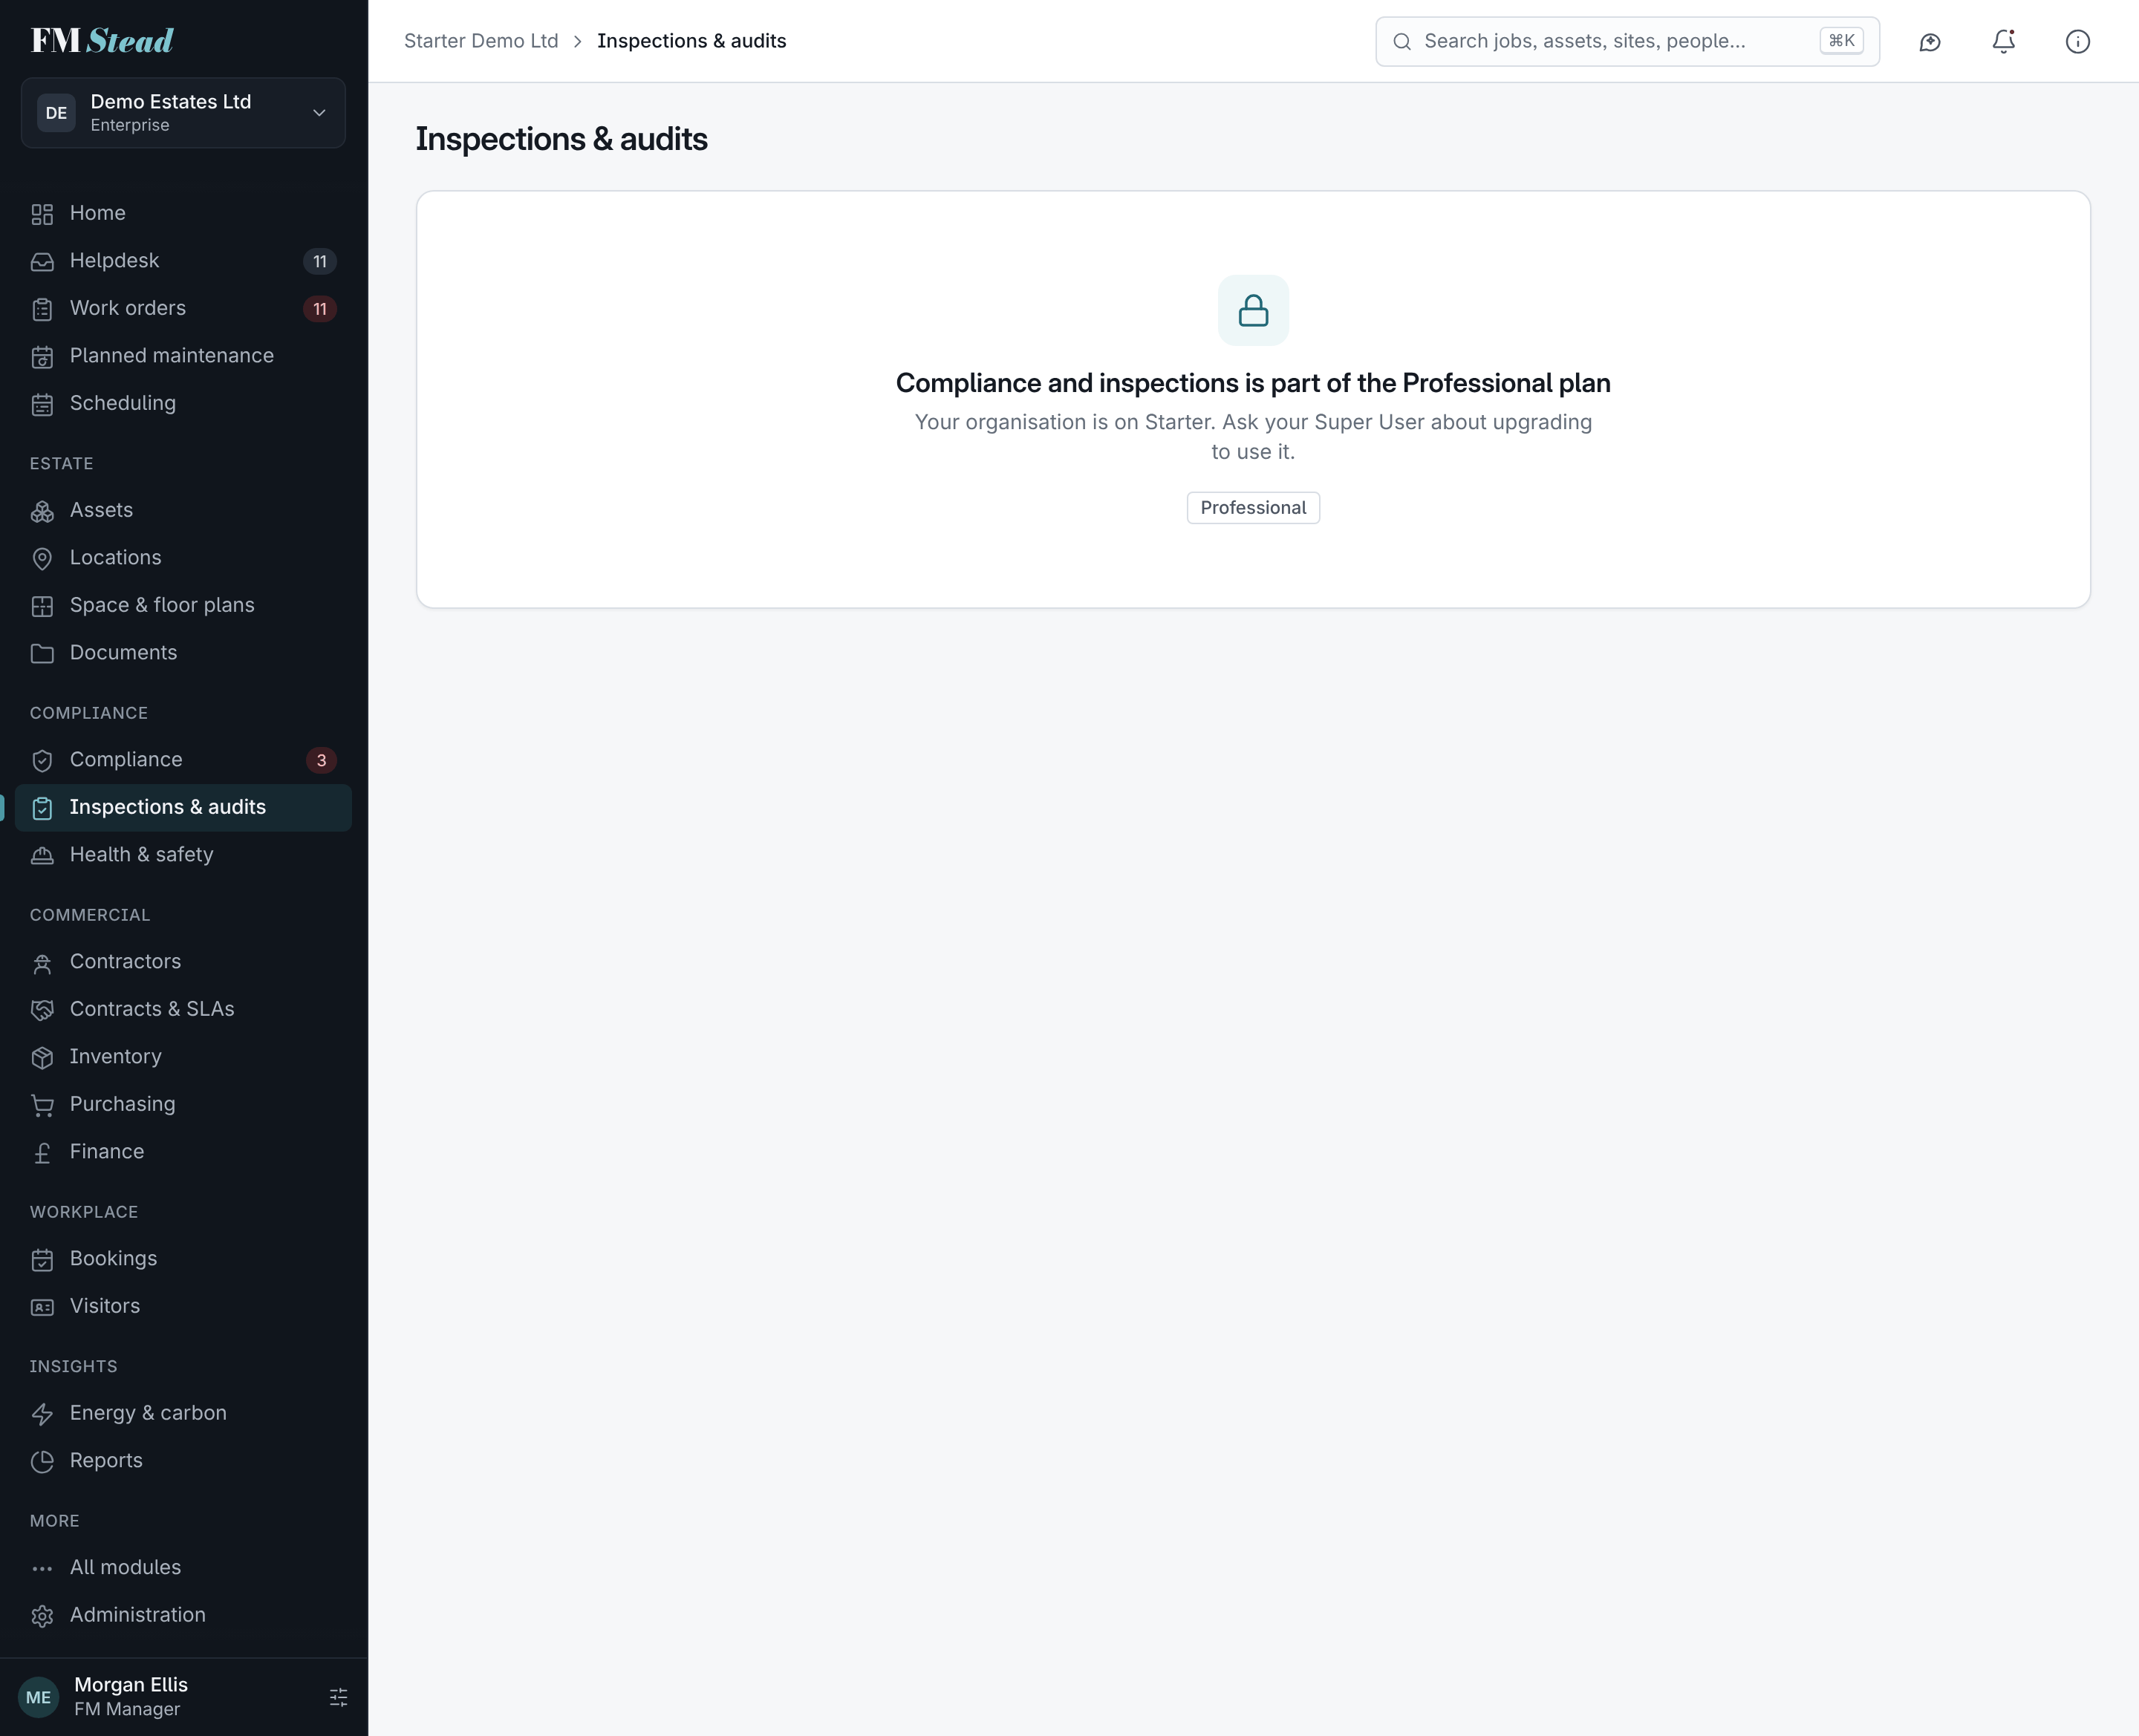 FM Stead
DE
Demo Estates Ltd
Enterprise
Home
Helpdesk 11
Work orders 11
Planned maintenance
Scheduling
ESTATE
Assets
Locations
Space & floor plans
Documents
COMPLIANCE
Compliance 3
Inspections & audits
Health & safety
COMMERCIAL
Contractors
Contracts & SLAs
Inventory
Purchasing
Finance
WORKPLACE
Bookings
Visitors
INSIGHTS
Energy & carbon
Reports
MORE
All modules
Administration
ME
Morgan Ellis
FM Manager
Starter Demo Ltd > Inspections & audits
Search jobs, assets, sites, people... ⌘K
Inspections & audits
Compliance and inspections is part of the Professional plan
Your organisation is on Starter. Ask your Super User about upgrading
to use it.
Professional